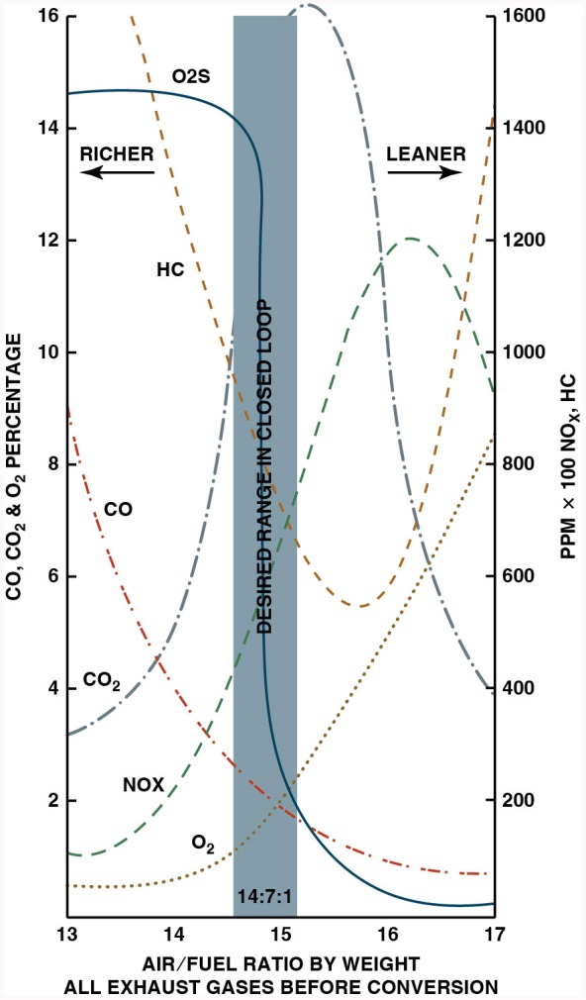 16
14
12
10
8
6
4
2
1600
1400
1200
1000
800
600
400
200
O2S
RICHER
LEANER
HC
CO
CO2
NOX
O2
DESIRED RANGE IN CLOSED LOOP
14:7:1
CO, CO2 & O2 PERCENTAGE
PPM × 100 NOX, HC
13 14 15 16 17
AIR/FUEL RATIO BY WEIGHT
ALL EXHAUST GASES BEFORE CONVERSION